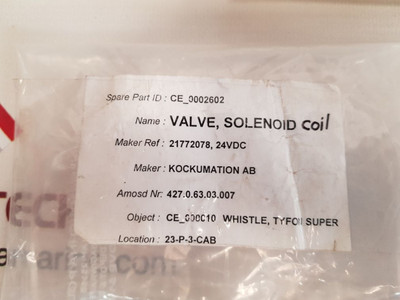 Spare Part ID : CE_0002602
Name : VALVE, SOLENOID coil
Maker Ref : 21772078, 24VDC
Maker : KOCKUMATION AB
Amosd Nr: 427.0.63.03.007
Object : CE_000010 WHISTLE, TYFON SUPER
Location : 23-P-3-CAB